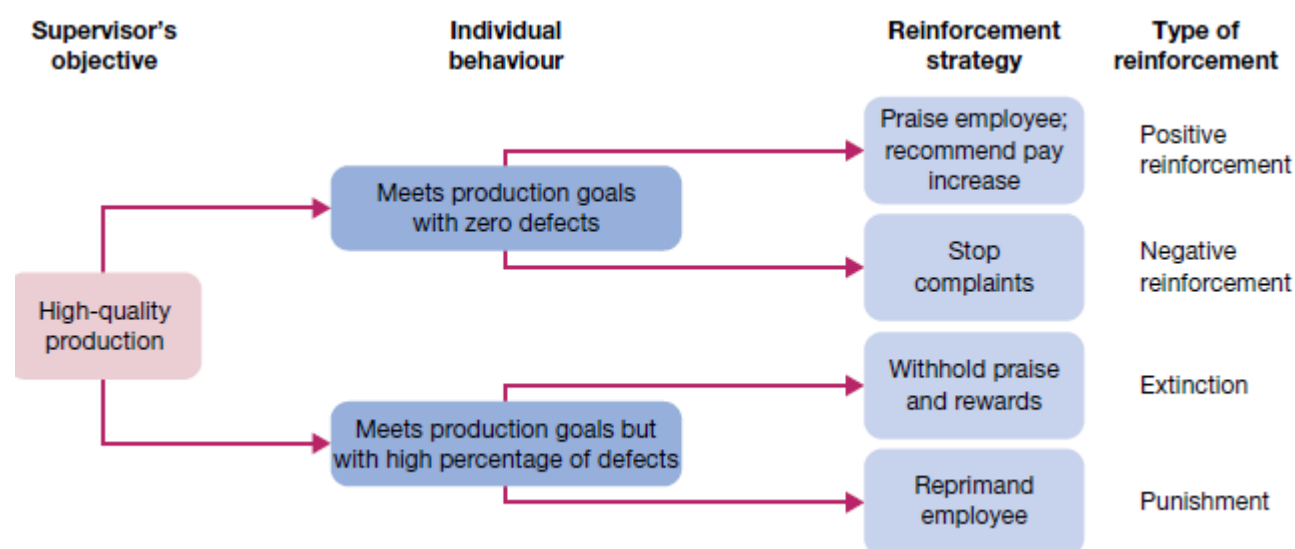 Supervisor's
objective
Individual
behaviour
Reinforcement
strategy
Type of
reinforcement
High-quality
production
Meets production goals
with zero defects
Meets production goals but
with high percentage of defects
Praise employee;
recommend pay
increase
Positive
reinforcement
Stop
complaints
Negative
reinforcement
Withhold praise
and rewards
Extinction
Reprimand
employee
Punishment